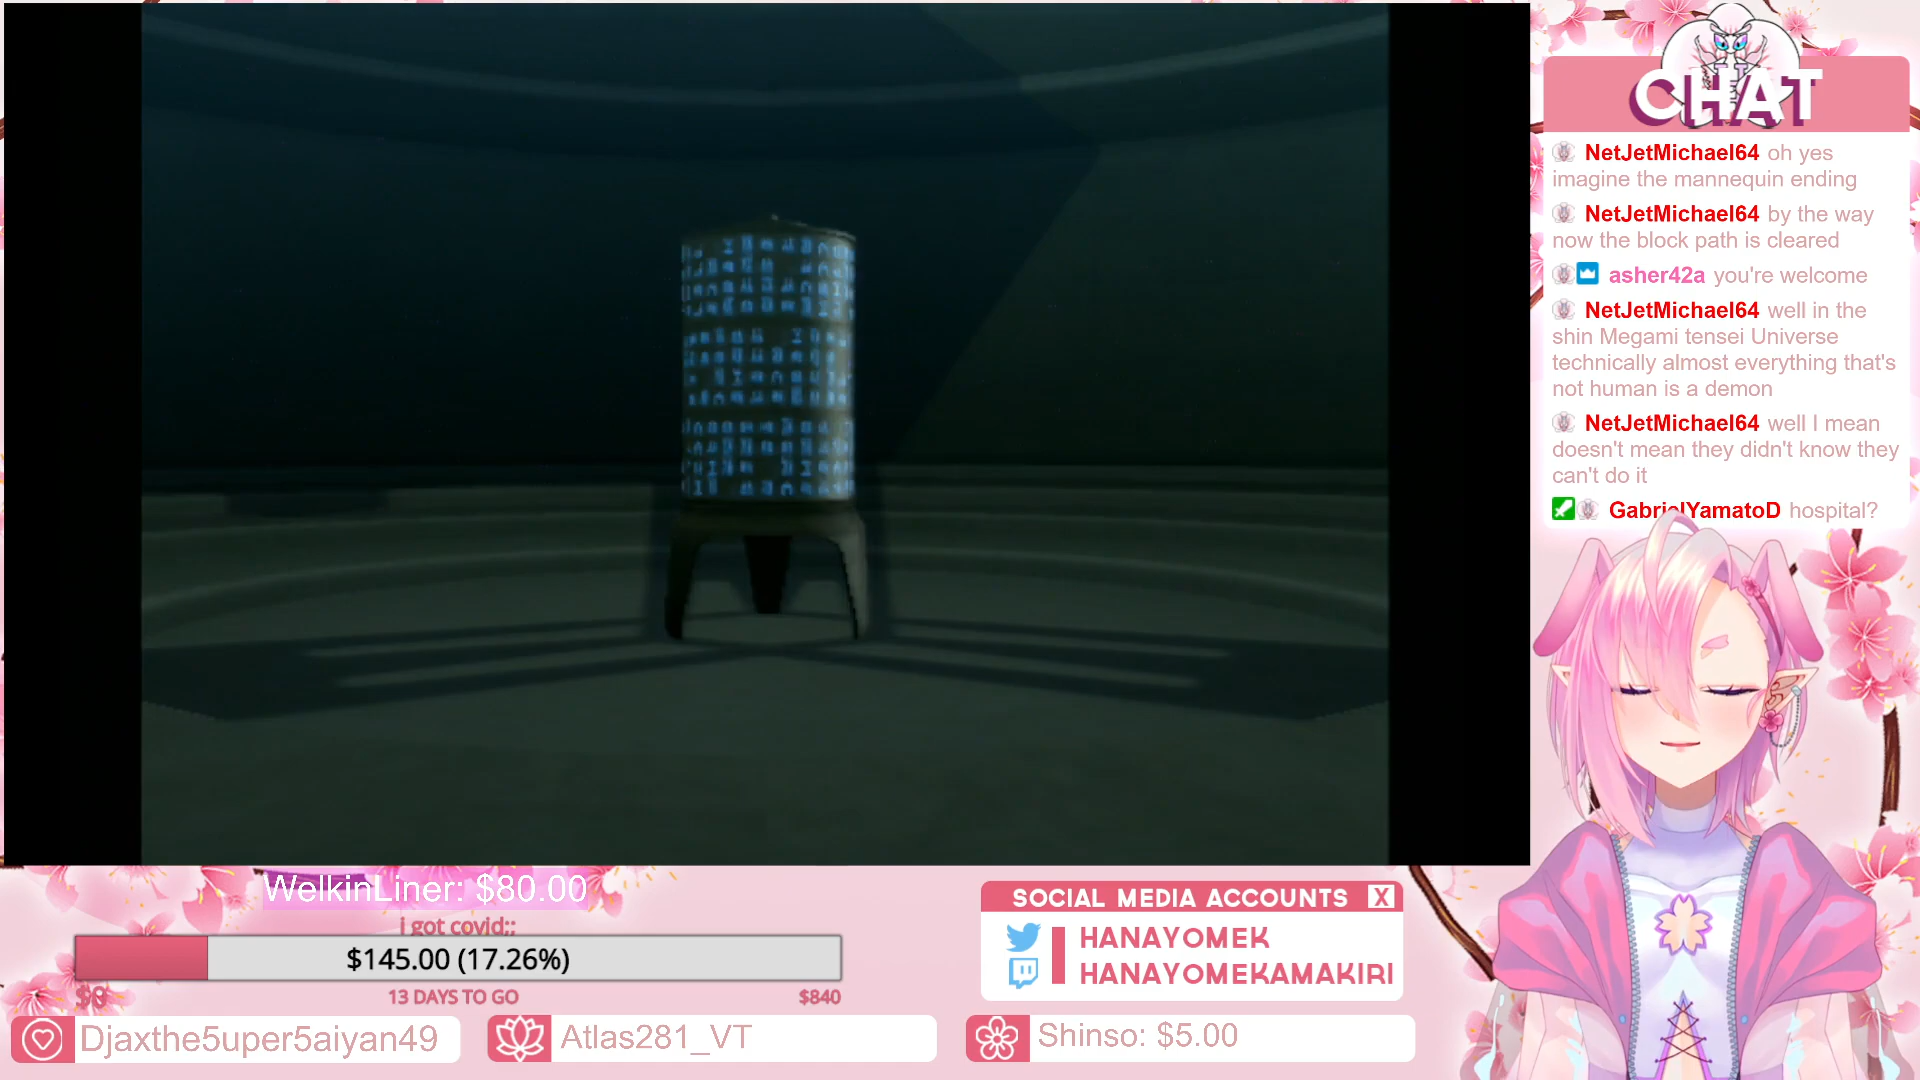 CHAT
NetJetMichael64 oh yes
imagine the mannequin ending
NetJetMichael64 by the way
now the block path is cleared
asher42a you're welcome
NetJetMichael64 well in the
shin Megami tensei Universe
technically almost everything that's
not human is a demon
NetJetMichael64 well I mean
doesn't mean they didn't know they
can't do it
GabrielYamatoD hospital?
WelkinLiner: $80.00
i got covid;;
$145.00 (17.26%)
13 DAYS TO GO
$840
SOCIAL MEDIA ACCOUNTS X
HANAYOMEK
HANAYOMEKAMAKIRI
Djaxthe5uper5aiyan49
Atlas281_VT
Shinso: $5.00